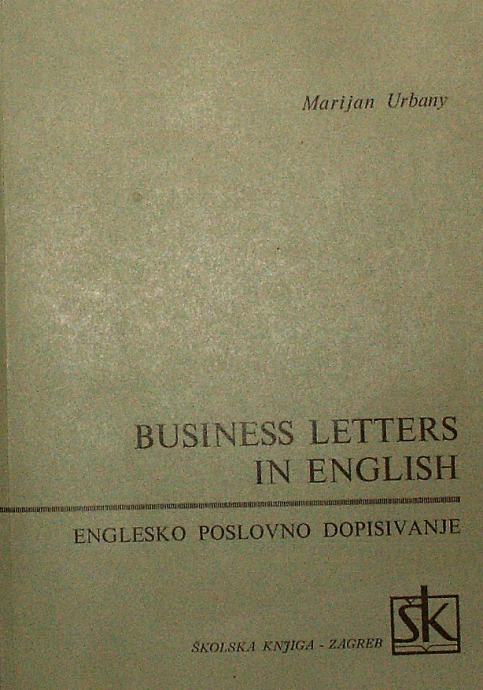 Marijan Urbany
BUSINESS LETTERS
IN ENGLISH
ENGLESKO POSLOVNO DOPISIVANJE
ŠKOLSKA KNJIGA - ZAGREB
ŠK